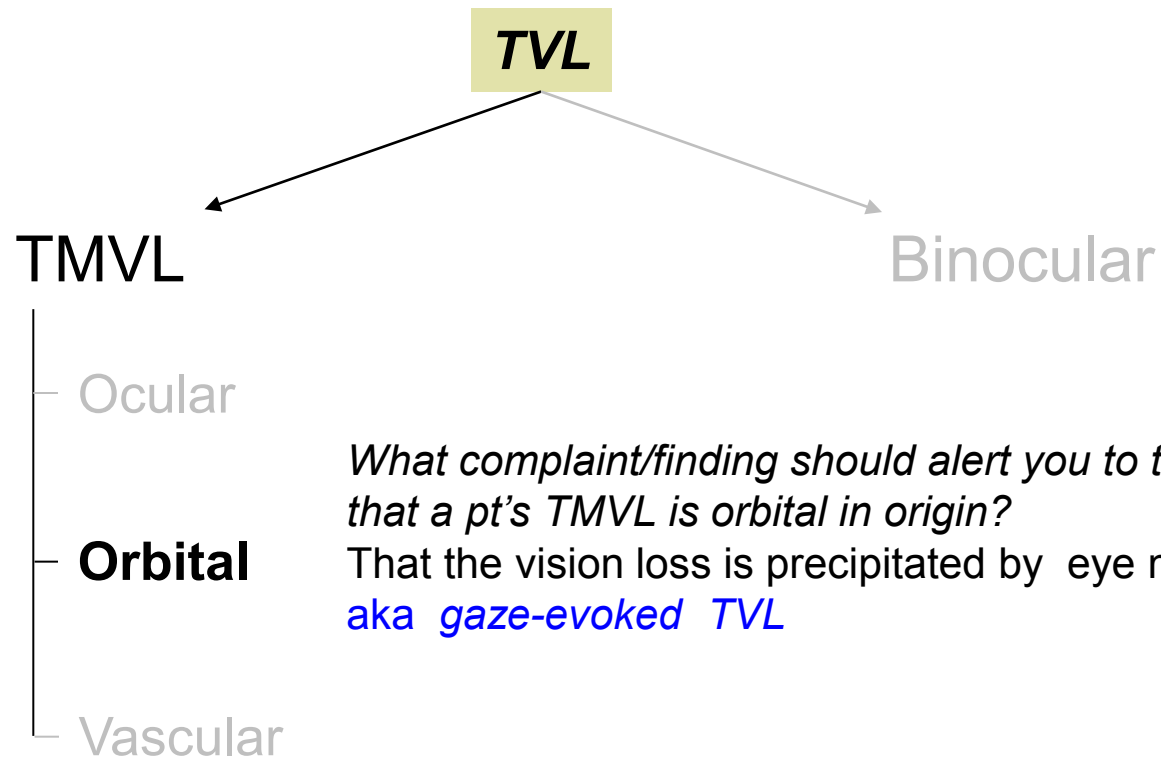 TVL
TMVL
Binocular
Ocular
What complaint/finding should alert you to
that a pt’s TMVL is orbital in origin?
Orbital
That the vision loss is precipitated by eye
aka gaze-evoked TVL
Vascular